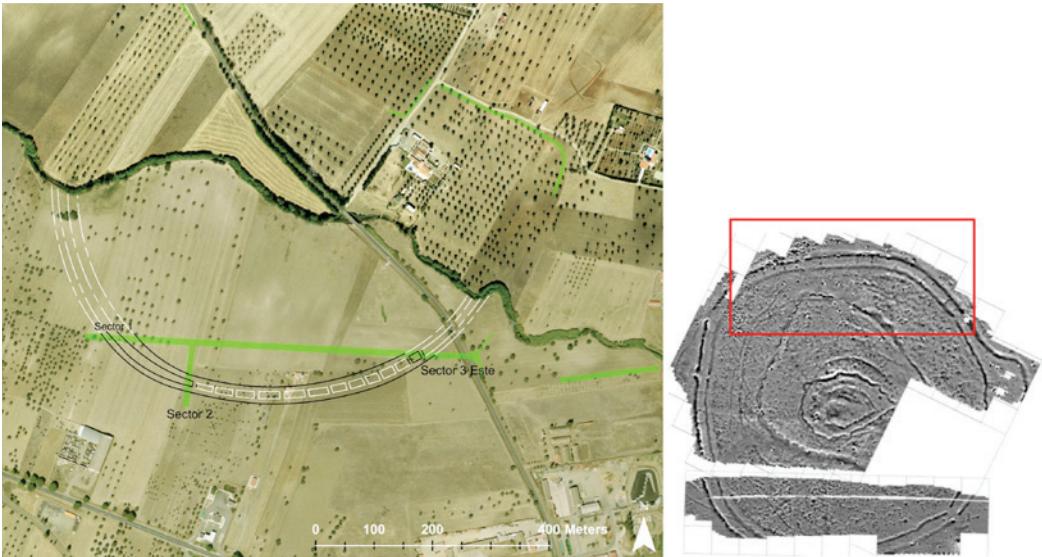 Sector 1
Sector 3 Este
Sector 2
0 100 200 400 Meters
N